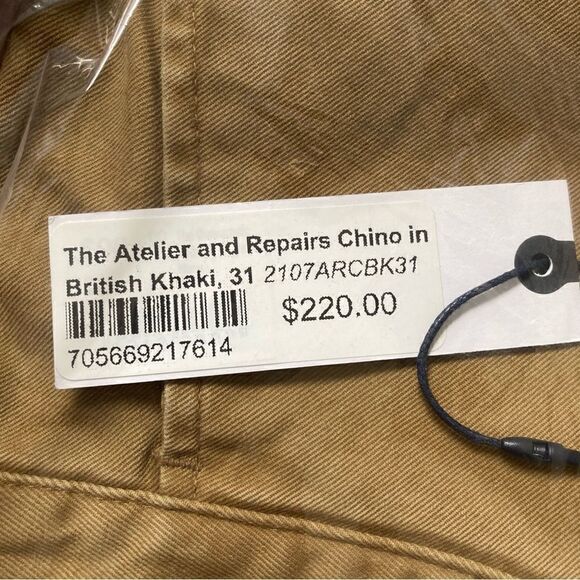 The Atelier and Repairs Chino in
British Khaki, 31 2107ARCBK31
$220.00
705669217614